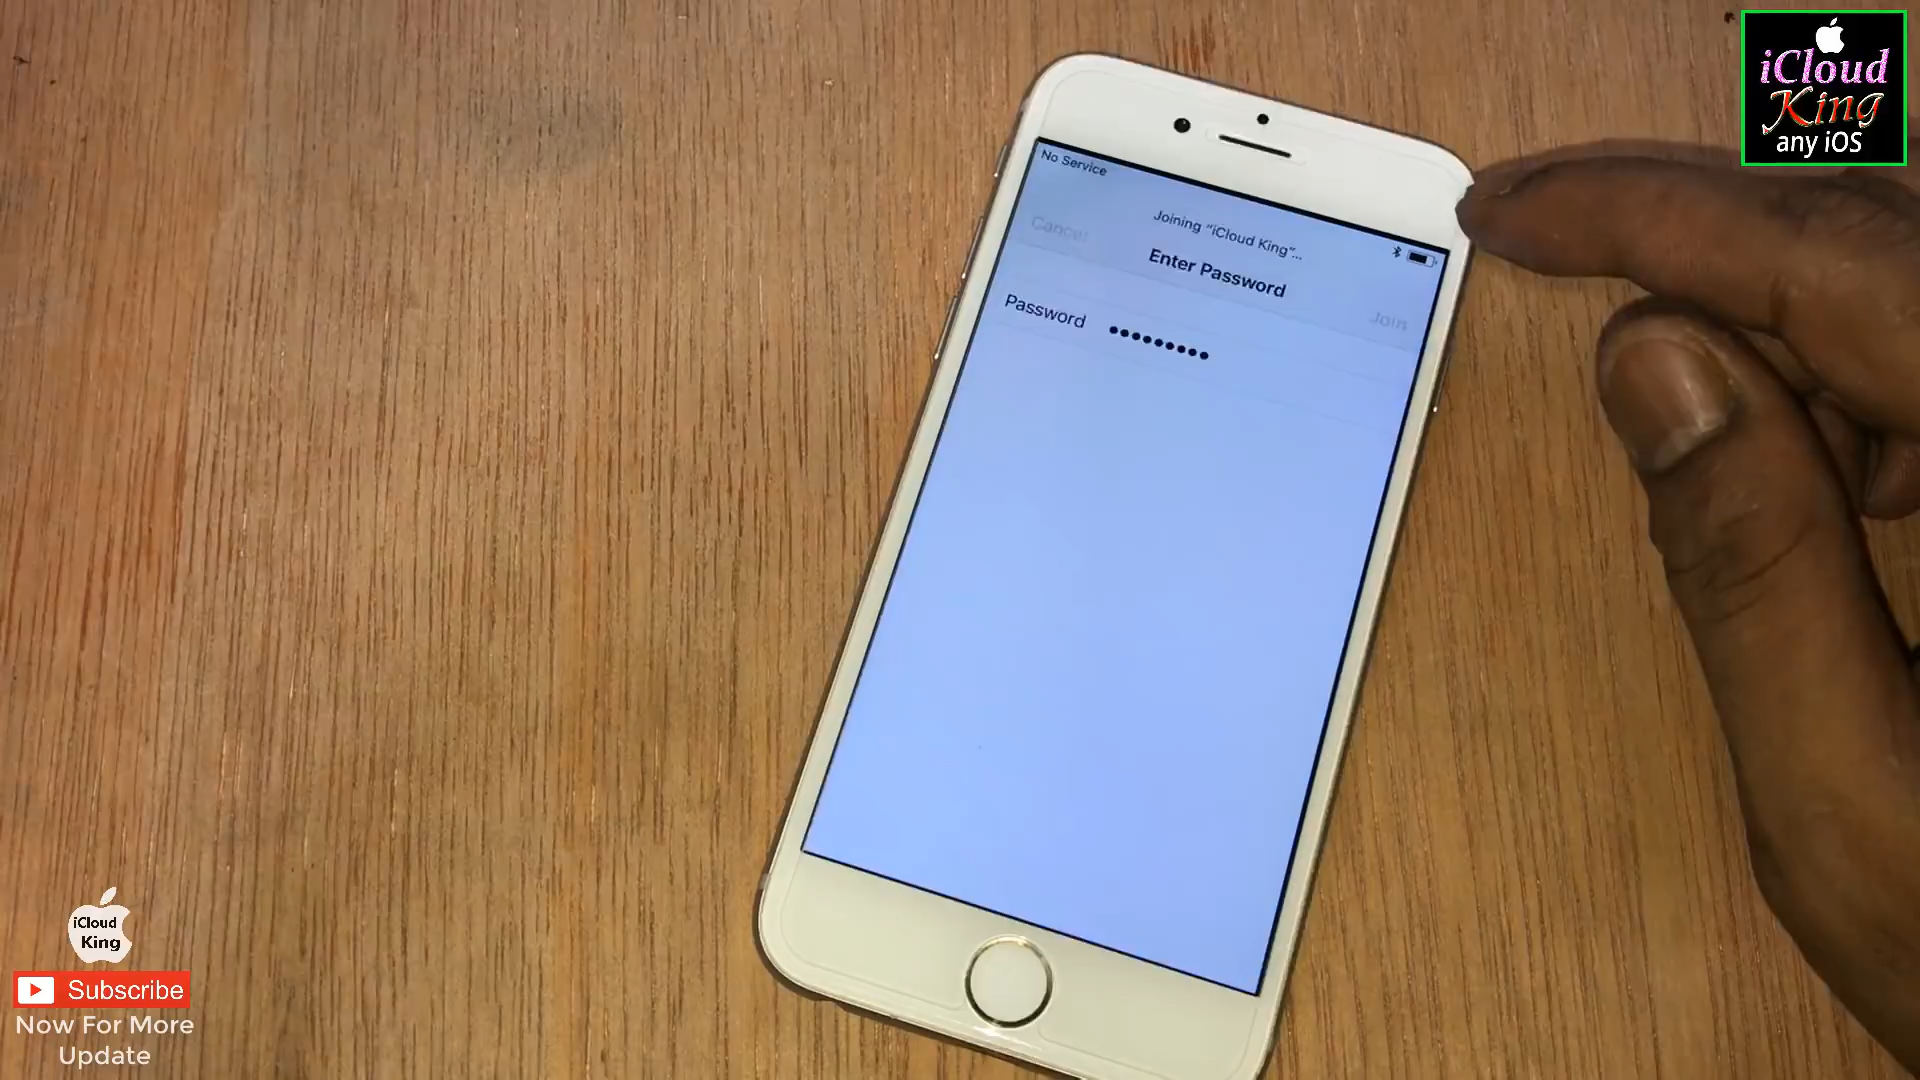 iCloud
King
any iOS
No Service
Joining “iCloud King”...
Cancel
Enter Password
Join
Password
iCloud
King
Subscribe
Now For More
Update